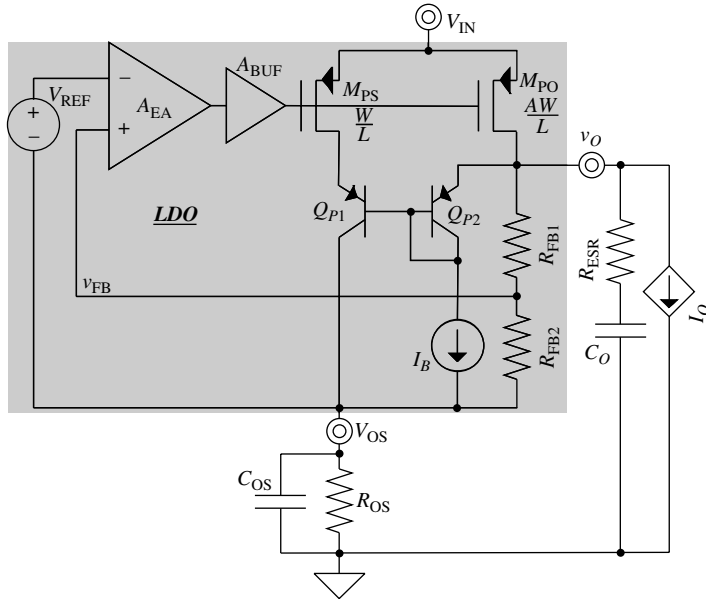 V_IN
A_BUF
V_REF
+
−
−
+
A_EA
M_PS
W/L
M_PO
AW/L
v_O
LDO
Q_P1
Q_P2
R_FB1
R_ESR
v_FB
I_B
R_FB2
C_O
I_O
V_OS
C_OS
R_OS